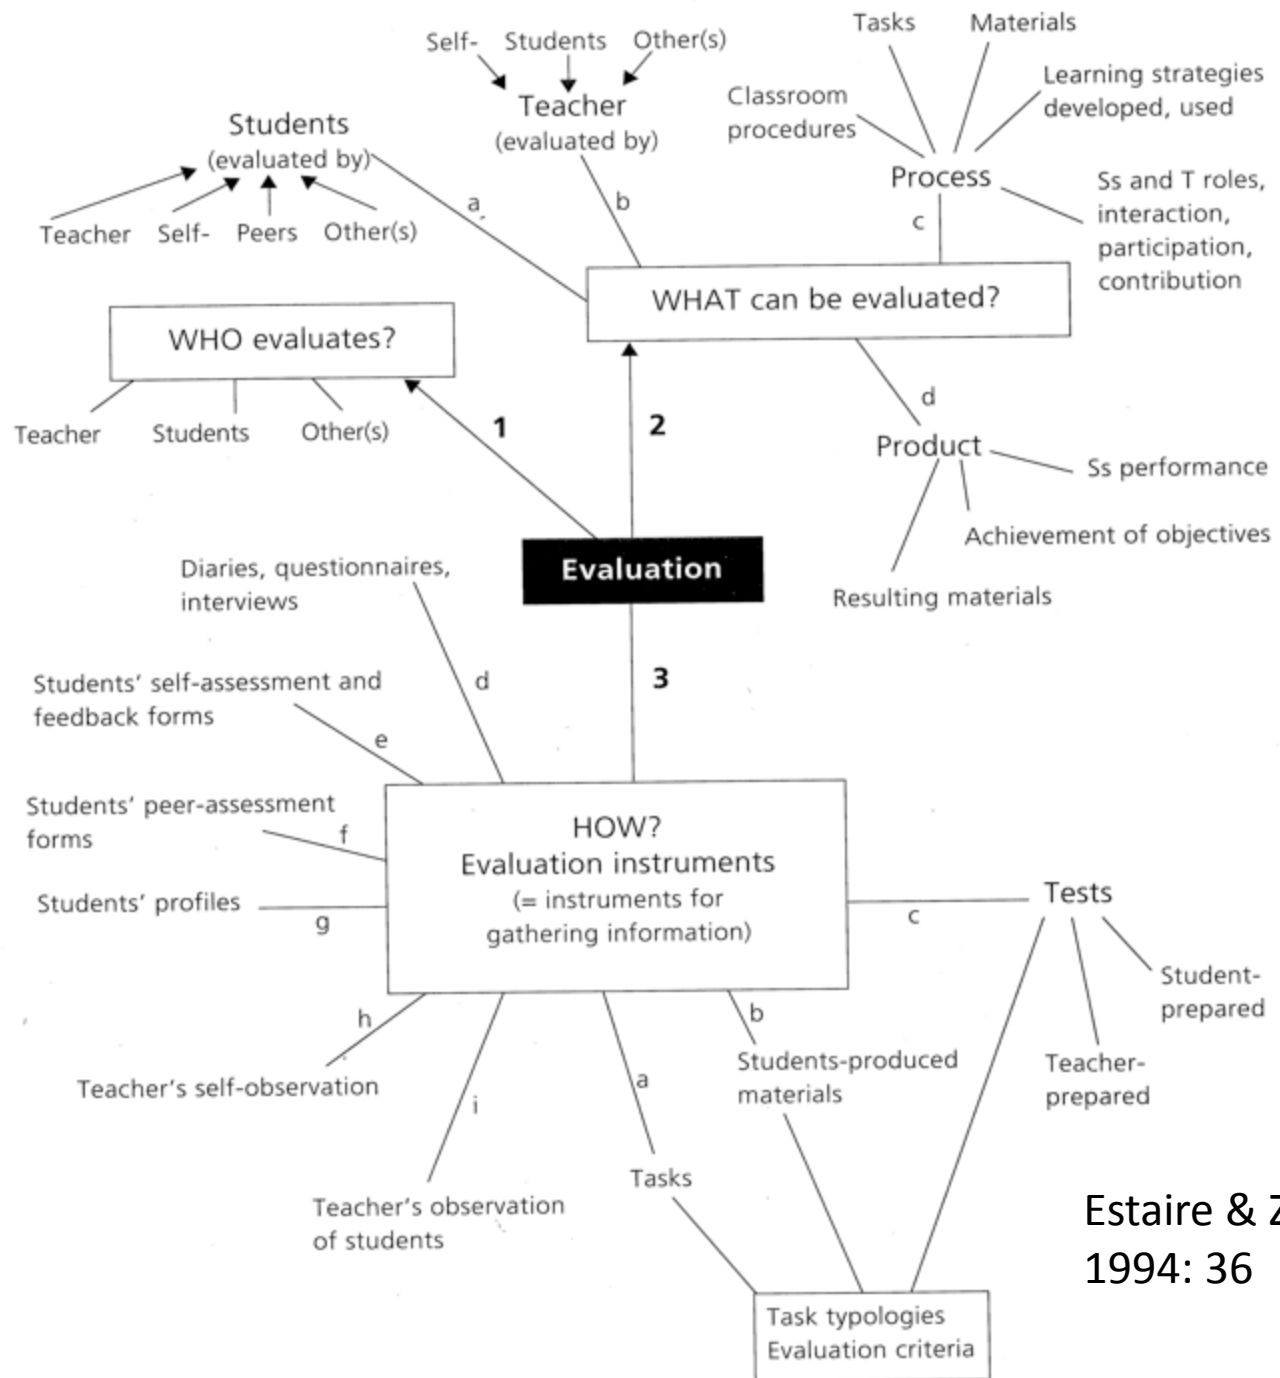 Tasks
Materials
Self-
Students
Other(s)
Learning strategies
developed, used
Classroom
procedures
Teacher
(evaluated by)
Students
(evaluated by)
Process
Ss and T roles,
interaction,
participation,
contribution
a
b
c
Teacher
Self-
Peers
Other(s)
WHAT can be evaluated?
WHO evaluates?
Teacher
Students
Other(s)
1
2
d
Product
Ss performance
Achievement of objectives
Resulting materials
Evaluation
Diaries, questionnaires,
interviews
3
d
Students' self-assessment and
feedback forms
e
Students' peer-assessment
forms
f
HOW?
Evaluation instruments
(= instruments for
gathering information)
Students' profiles
g
c
Tests
Student-
prepared
Teacher-
prepared
h
Teacher's self-observation
i
Teacher's observation
of students
a
Tasks
b
Students-produced
materials
Task typologies
Evaluation criteria
Estaire & Z
1994: 36